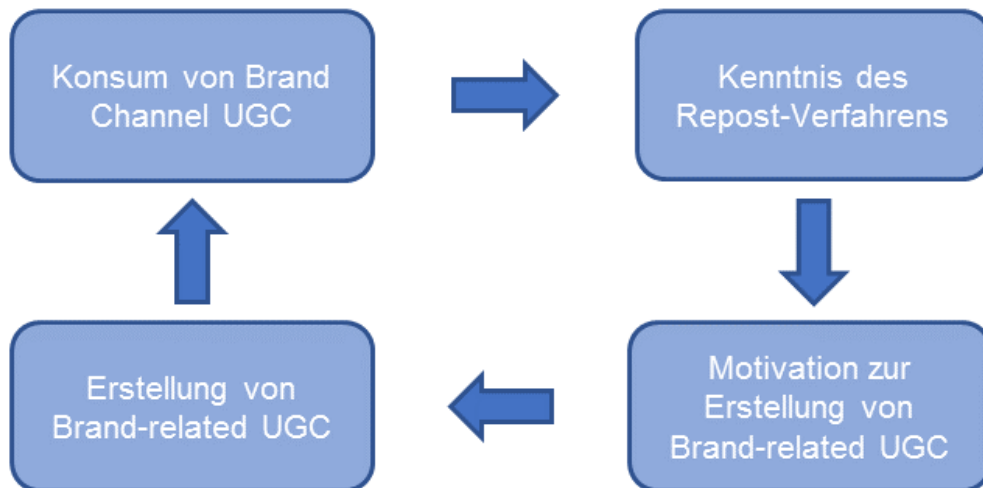 Konsum von Brand
Channel UGC
Kenntnis des
Repost-Verfahrens
Motivation zur
Erstellung von
Brand-related UGC
Erstellung von
Brand-related UGC